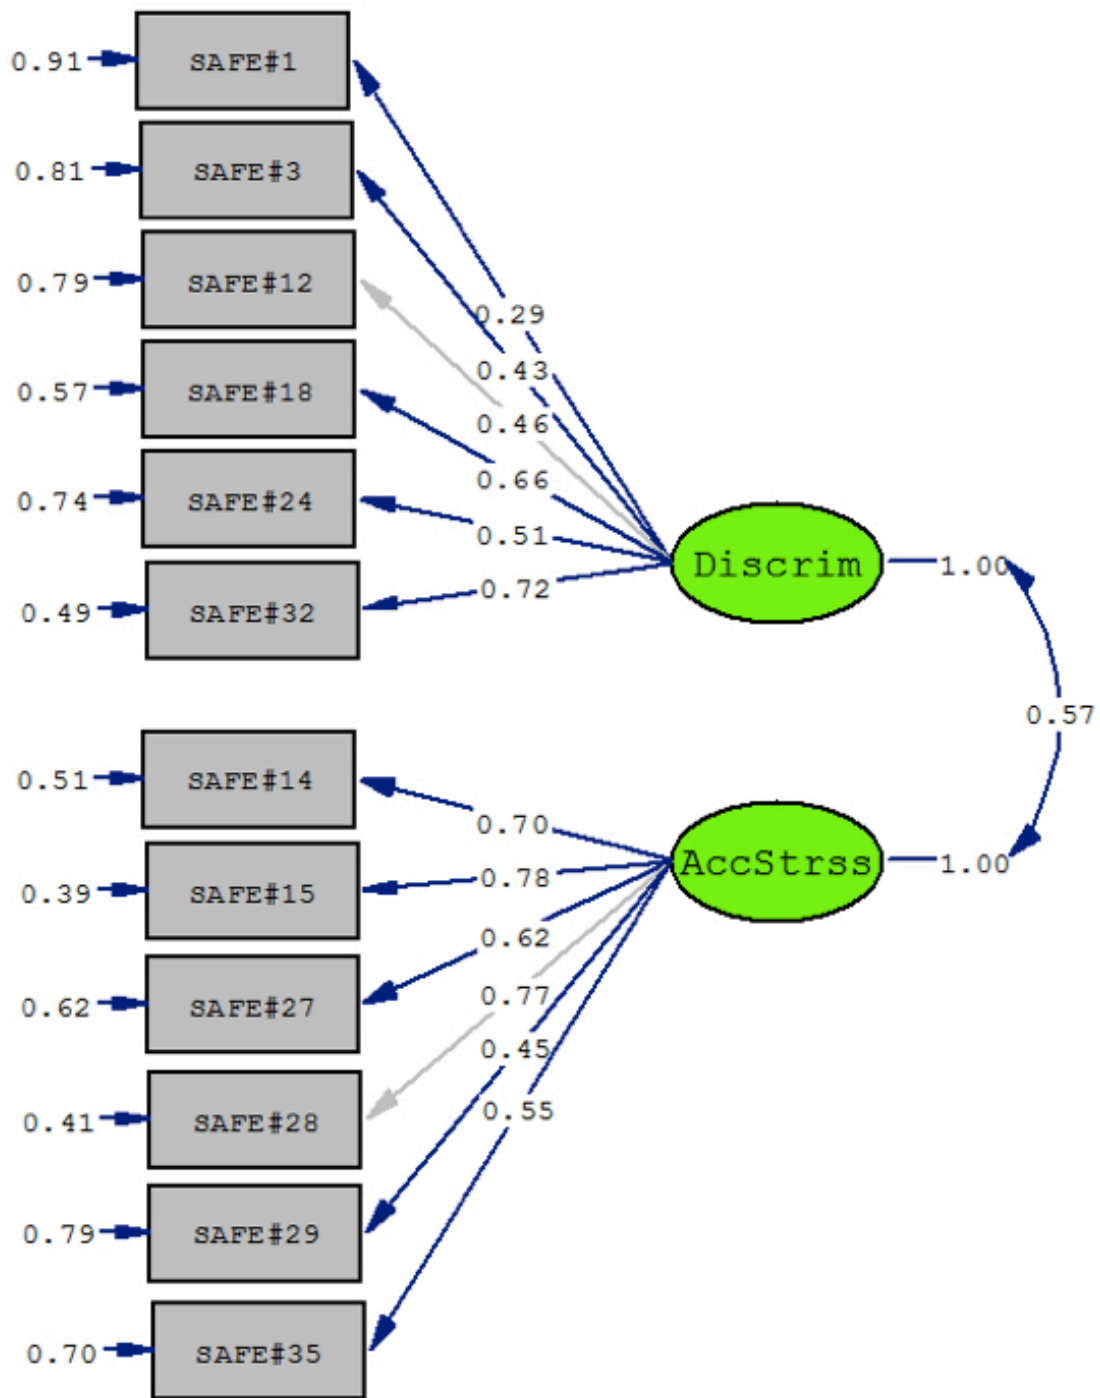 0.91 SAFE#1
0.81 SAFE#3
0.79 SAFE#12
0.29
0.43
0.57 SAFE#18
0.46
0.66
0.74 SAFE#24
0.51
Discrim 1.00
0.72
0.49 SAFE#32
0.57
0.51 SAFE#14
0.70
AccStrss 1.00
0.78
0.39 SAFE#15
0.62
0.77
0.62 SAFE#27
0.45
0.55
0.41 SAFE#28
0.79 SAFE#29
0.70 SAFE#35